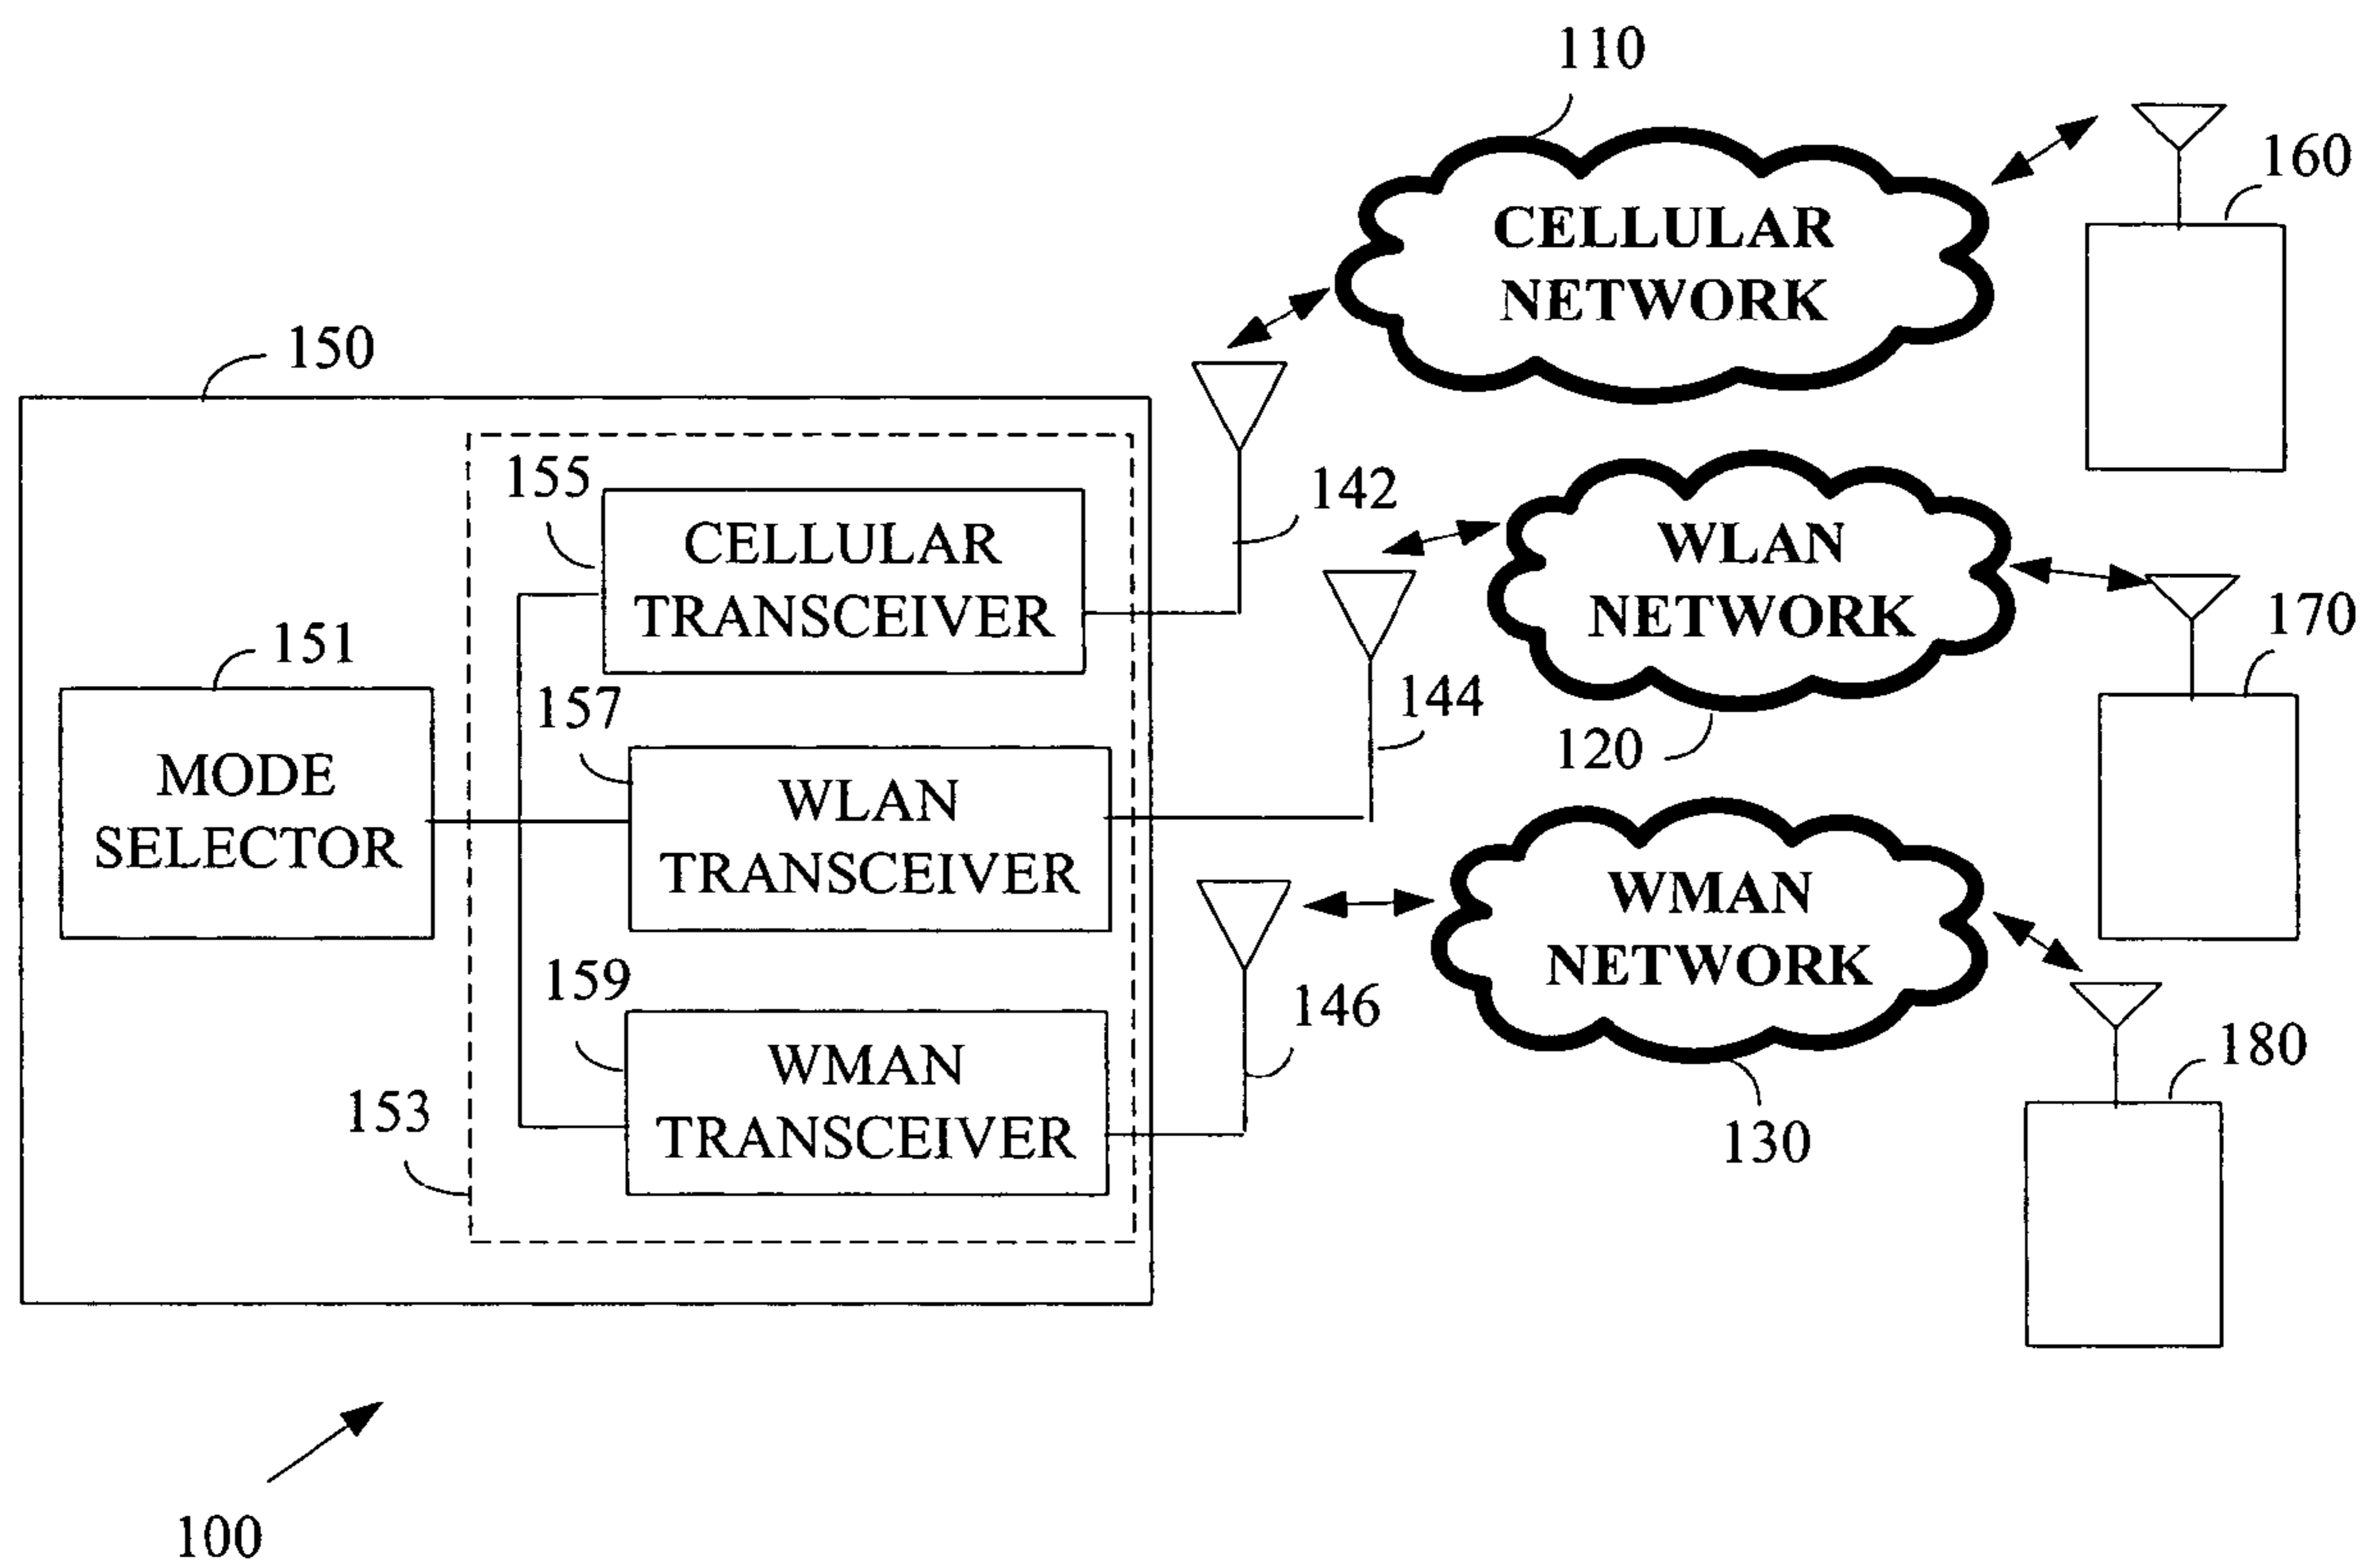 110
160
CELLULAR
NETWORK
150
155
142
CELLULAR
TRANSCEIVER
WLAN
NETWORK
170
151
157
144
120
MODE
SELECTOR
WLAN
TRANSCEIVER
WMAN
NETWORK
159
146
180
WMAN
TRANSCEIVER
153
130
100